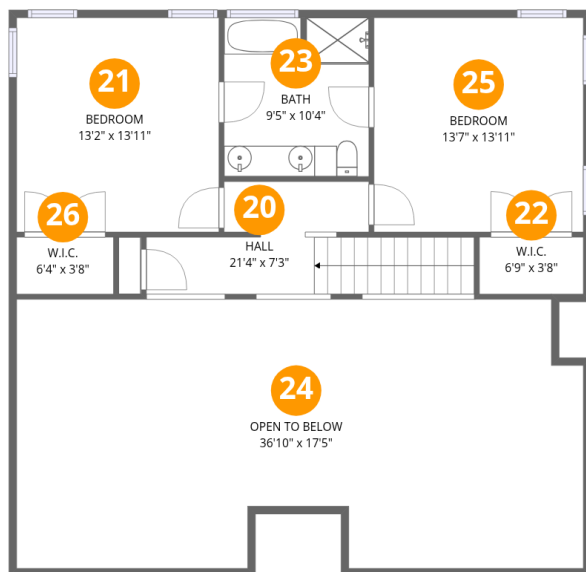 21
BEDROOM
13'2" x 13'11"
23
BATH
9'5" x 10'4"
25
BEDROOM
13'7" x 13'11"
26
W.I.C.
6'4" x 3'8"
20
HALL
21'4" x 7'3"
22
W.I.C.
6'9" x 3'8"
24
OPEN TO BELOW
36'10" x 17'5"